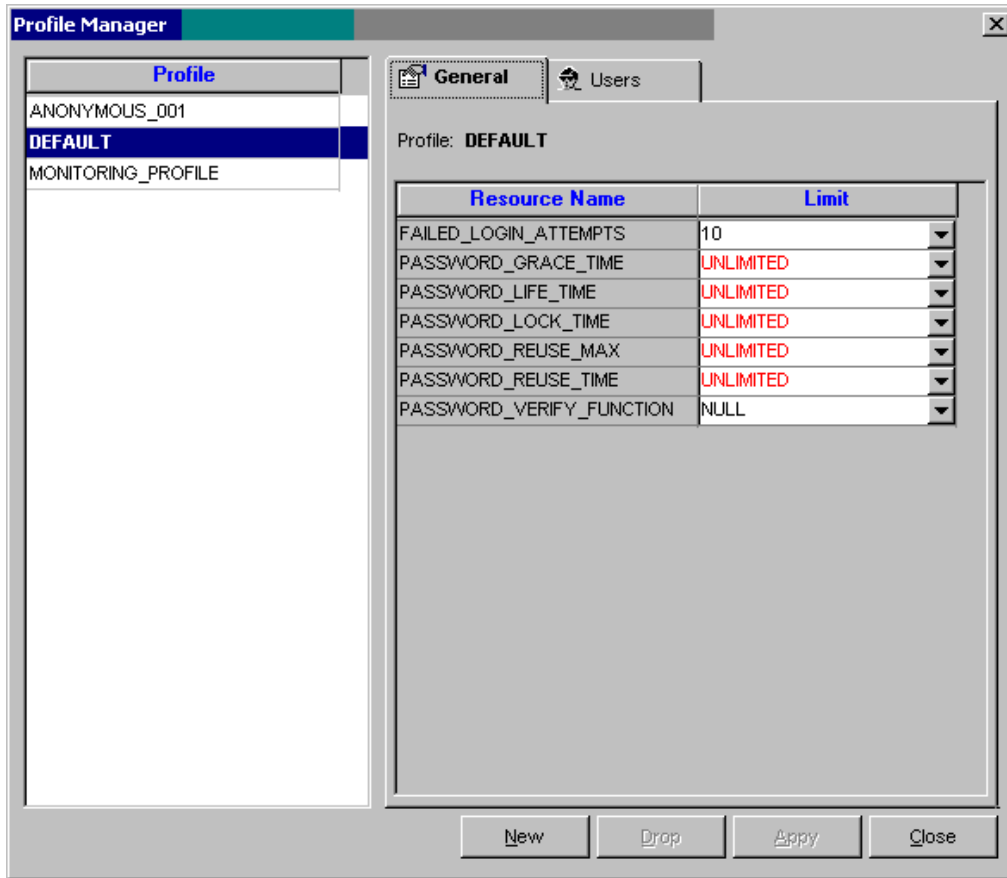 Profile Manager
Profile
ANONYMOUS_001
DEFAULT
MONITORING_PROFILE
General
Users
Profile: DEFAULT
Resource Name Limit
FAILED_LOGIN_ATTEMPTS 10
PASSWORD_GRACE_TIME UNLIMITED
PASSWORD_LIFE_TIME UNLIMITED
PASSWORD_LOCK_TIME UNLIMITED
PASSWORD_REUSE_MAX UNLIMITED
PASSWORD_REUSE_TIME UNLIMITED
PASSWORD_VERIFY_FUNCTION NULL
New Drop Appy Close